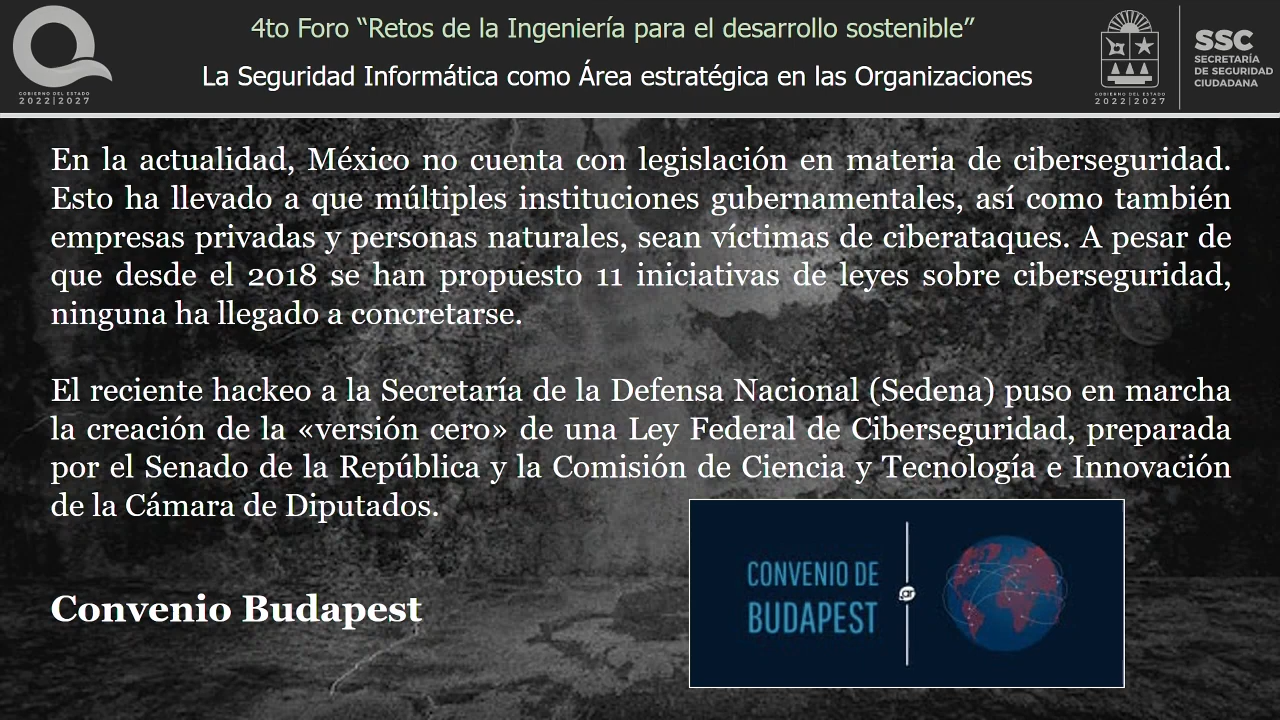 4to Foro “Retos de la Ingeniería para el desarrollo sostenible”
La Seguridad Informática como Área estratégica en las Organizaciones
GOBIERNO DEL ESTADO
2022|2027
GOBIERNO DEL ESTADO
2022|2027
SSC
SECRETARÍA
DE SEGURIDAD
CIUDADANA
En la actualidad, México no cuenta con legislación en materia de ciberseguridad.
Esto ha llevado a que múltiples instituciones gubernamentales, así como también
empresas privadas y personas naturales, sean víctimas de ciberataques. A pesar de
que desde el 2018 se han propuesto 11 iniciativas de leyes sobre ciberseguridad,
ninguna ha llegado a concretarse.
El reciente hackeo a la Secretaría de la Defensa Nacional (Sedena) puso en marcha
la creación de la «versión cero» de una Ley Federal de Ciberseguridad, preparada
por el Senado de la República y la Comisión de Ciencia y Tecnología e Innovación
de la Cámara de Diputados.
Convenio Budapest
CONVENIO DE
BUDAPEST